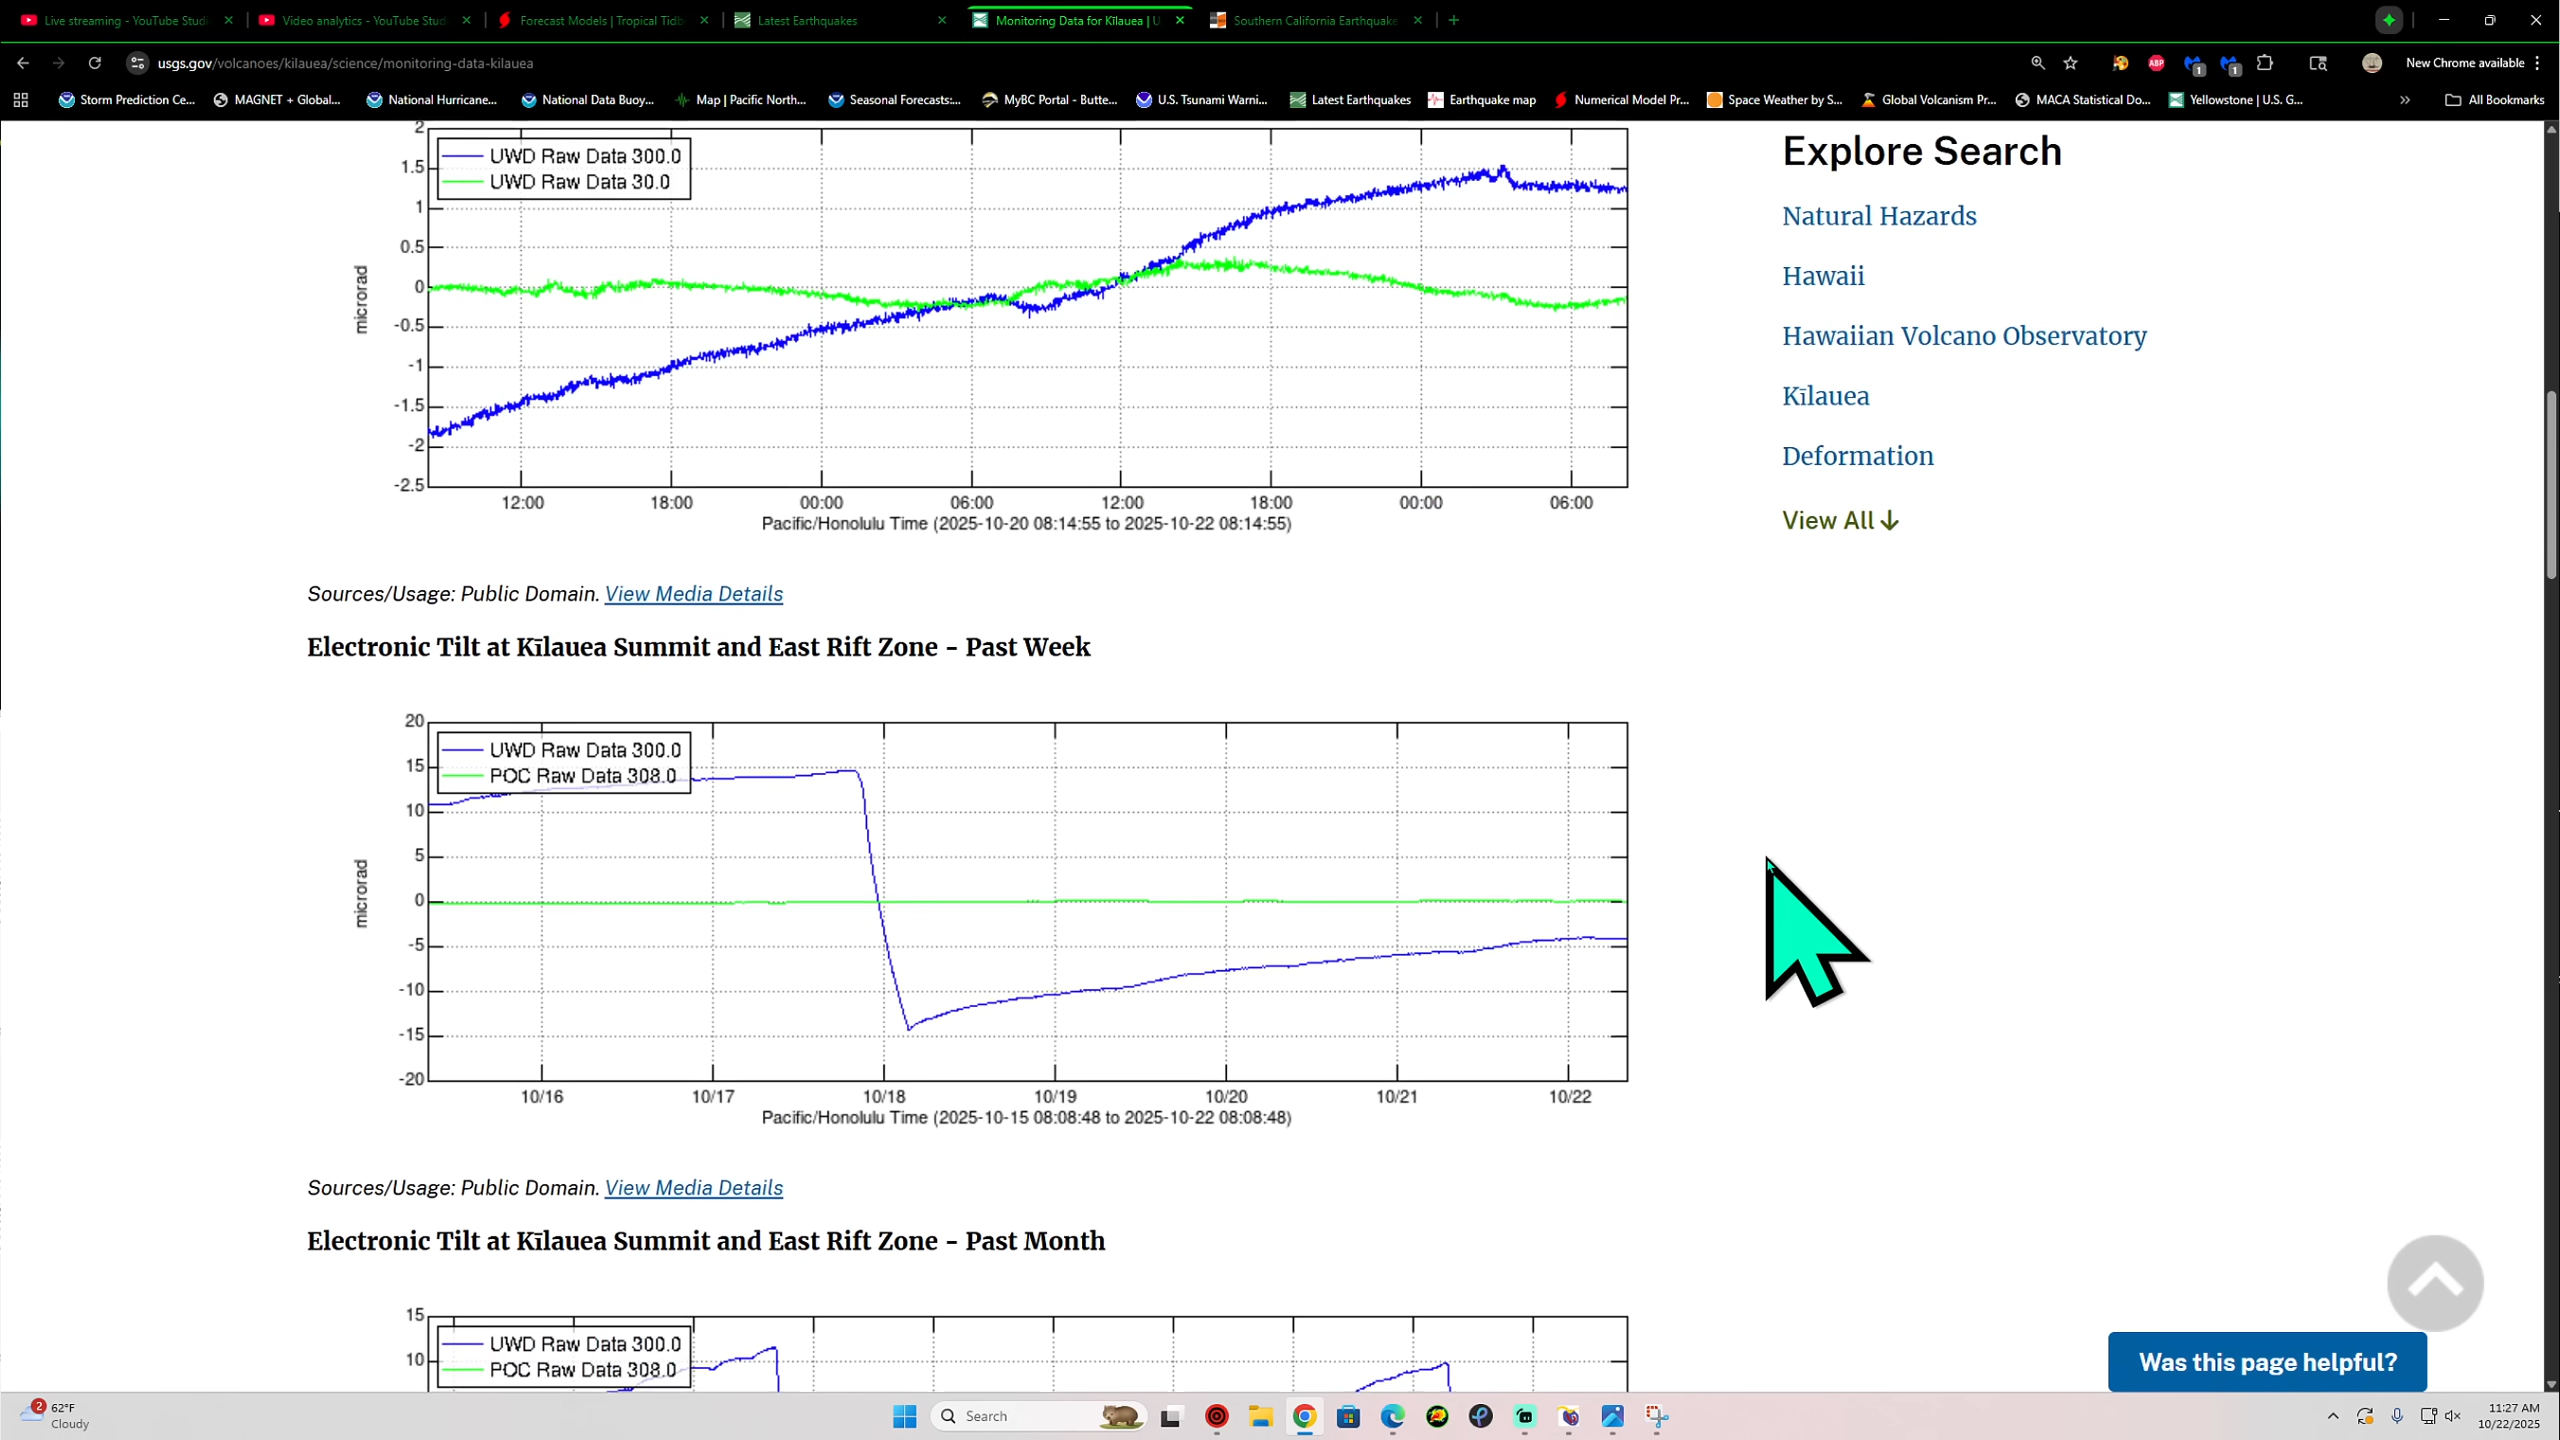 Live streaming - YouTube Studi
Video analytics - YouTube Studi
Forecast Models | Tropical Tidb
Latest Earthquakes
Monitoring Data for Kīlauea | U
Southern California Earthquake
usgs.gov/volcanoes/kilauea/science/monitoring-data-kilauea
ABP
1
1
New Chrome available
Storm Prediction Ce...
MAGNET + Global...
National Hurricane...
National Data Buoy...
Map | Pacific North...
Seasonal Forecasts:...
MyBC Portal - Butte...
U.S. Tsunami Warni...
Latest Earthquakes
Earthquake map
Numerical Model Pr...
Space Weather by S...
Global Volcanism Pr...
MACA Statistical Do...
Yellowstone | U.S. G...
All Bookmarks
UWD Raw Data 300.0
UWD Raw Data 30.0
2
1.5
1
0.5
0
-0.5
-1
-1.5
-2
-2.5
microrad
12:00 18:00 00:00 06:00 12:00 18:00 00:00 06:00
Pacific/Honolulu Time (2025-10-20 08:14:55 to 2025-10-22 08:14:55)
Explore Search
Natural Hazards
Hawaii
Hawaiian Volcano Observatory
Kīlauea
Deformation
View All
Sources/Usage: Public Domain. View Media Details
Electronic Tilt at Kīlauea Summit and East Rift Zone - Past Week
UWD Raw Data 300.0
POC Raw Data 308.0
20
15
10
5
0
-5
-10
-15
-20
microrad
10/16 10/17 10/18 10/19 10/20 10/21 10/22
Pacific/Honolulu Time (2025-10-15 08:08:48 to 2025-10-22 08:08:48)
Sources/Usage: Public Domain. View Media Details
Electronic Tilt at Kīlauea Summit and East Rift Zone - Past Month
15
10
UWD Raw Data 300.0
POC Raw Data 308.0
Was this page helpful?
2
62°F
Cloudy
Search
11:27 AM
10/22/2025